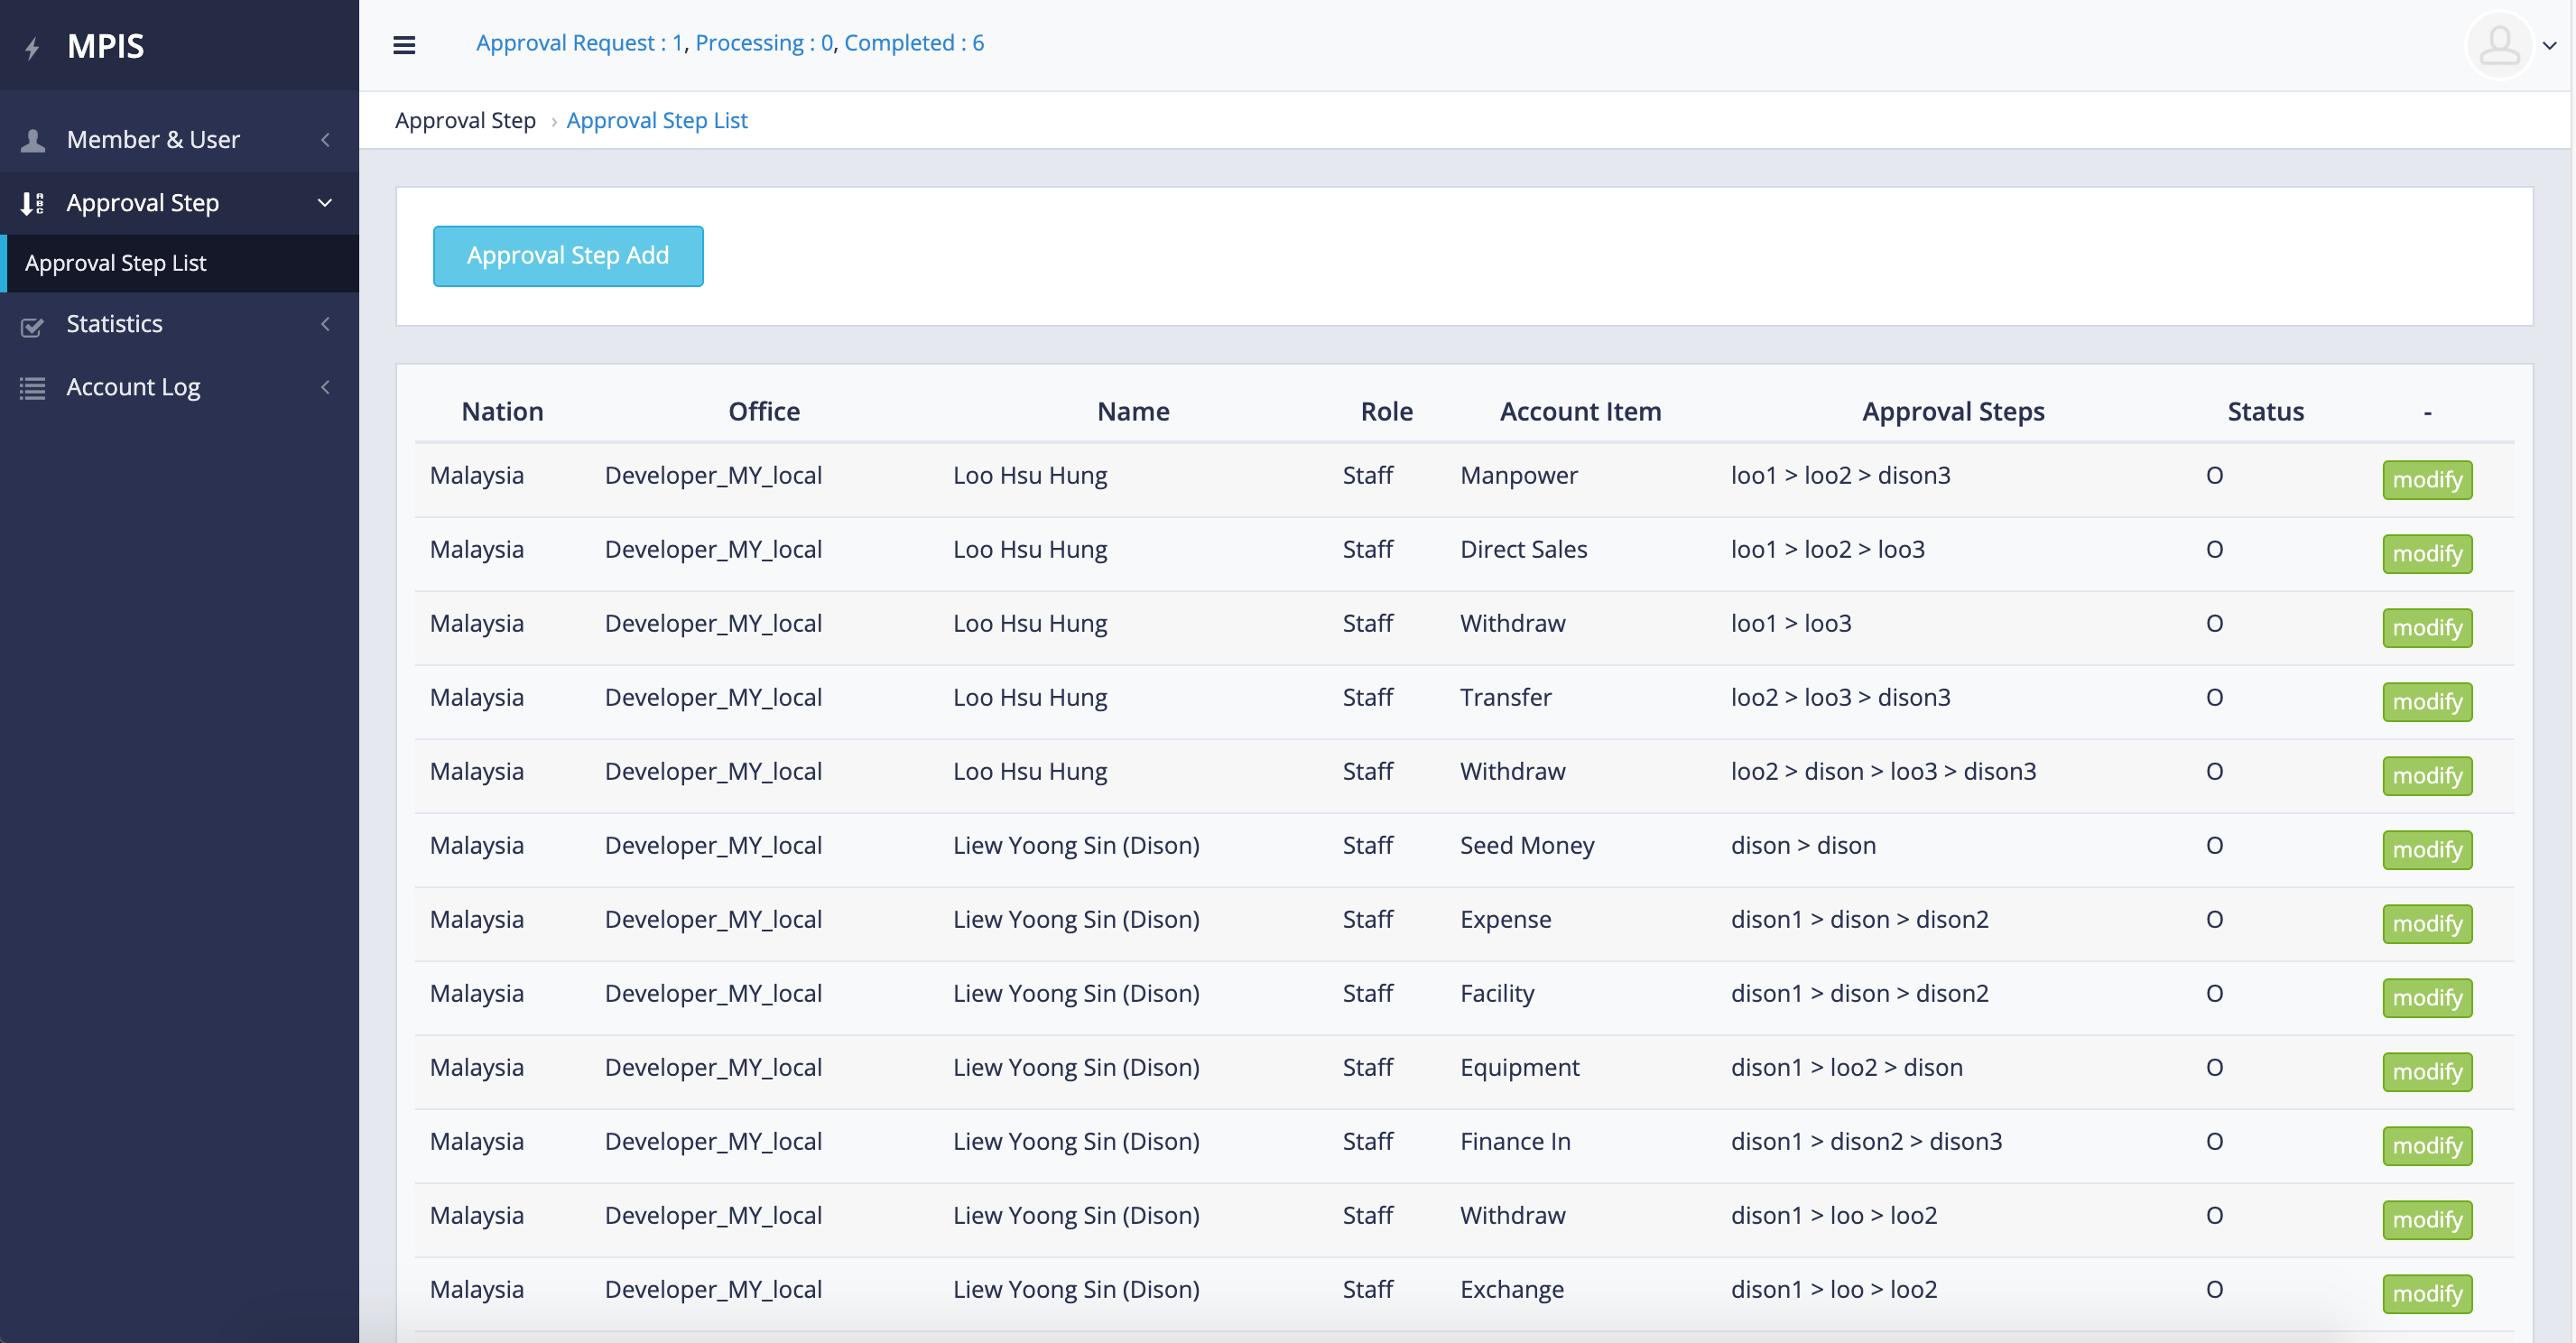 MPIS
Approval Request : 1, Processing : 0, Completed : 6
Member & User
Approval Step
Approval Step List
Statistics
Account Log
Approval Step › Approval Step List
Approval Step Add
Nation Office Name Role Account Item Approval Steps Status -
Malaysia Developer_MY_local Loo Hsu Hung Staff Manpower loo1 > loo2 > dison3 O modify
Malaysia Developer_MY_local Loo Hsu Hung Staff Direct Sales loo1 > loo2 > loo3 O modify
Malaysia Developer_MY_local Loo Hsu Hung Staff Withdraw loo1 > loo3 O modify
Malaysia Developer_MY_local Loo Hsu Hung Staff Transfer loo2 > loo3 > dison3 O modify
Malaysia Developer_MY_local Loo Hsu Hung Staff Withdraw loo2 > dison > loo3 > dison3 O modify
Malaysia Developer_MY_local Liew Yoong Sin (Dison) Staff Seed Money dison > dison O modify
Malaysia Developer_MY_local Liew Yoong Sin (Dison) Staff Expense dison1 > dison > dison2 O modify
Malaysia Developer_MY_local Liew Yoong Sin (Dison) Staff Facility dison1 > dison > dison2 O modify
Malaysia Developer_MY_local Liew Yoong Sin (Dison) Staff Equipment dison1 > loo2 > dison O modify
Malaysia Developer_MY_local Liew Yoong Sin (Dison) Staff Finance In dison1 > dison2 > dison3 O modify
Malaysia Developer_MY_local Liew Yoong Sin (Dison) Staff Withdraw dison1 > loo > loo2 O modify
Malaysia Developer_MY_local Liew Yoong Sin (Dison) Staff Exchange dison1 > loo > loo2 O modify